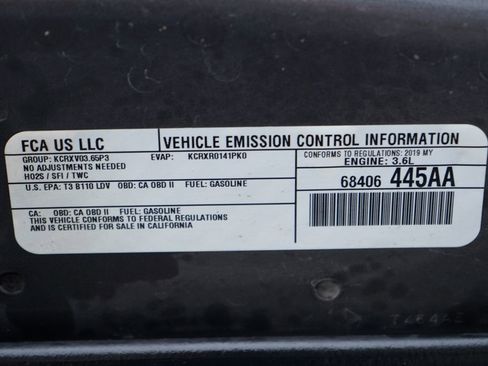 FCA US LLC
VEHICLE EMISSION CONTROL INFORMATION
GROUP: KCRXV03.65P3 EVAP: KCRXR0141PK0
CONFORMS TO REGULATIONS: 2019 MY
NO ADJUSTMENTS NEEDED
ENGINE: 3.6L
HO2S / SFI / TWC
68406 445AA
U.S. EPA: T3 B110 LDV OBD: CA OBD II FUEL: GASOLINE
CA: OBD: CA OBD II FUEL: GASOLINE
THIS VEHICLE CONFORMS TO FEDERAL REGULATIONS
AND IS CERTIFIED FOR SALE IN CALIFORNIA